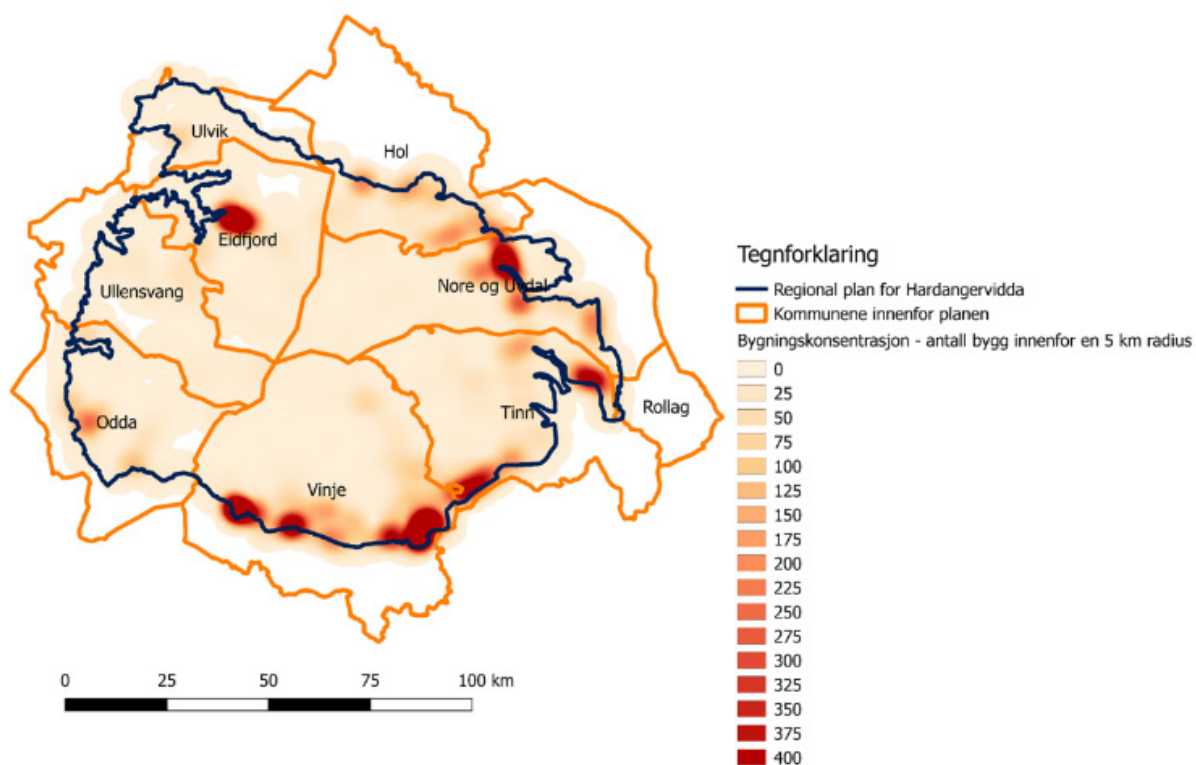 Ulvik
Hol
Eidfjord
Ullensvang
Nore og Uvdal
Odda
Tinn
Rollag
Vinje
Tegnforklaring
Regional plan for Hardangervidda
Kommunene innenfor planen
Bygningskonsentrasjon - antall bygg innenfor en 5 km radius
0
25
50
75
100
125
150
175
200
225
250
275
300
325
350
375
400
0 25 50 75 100 km